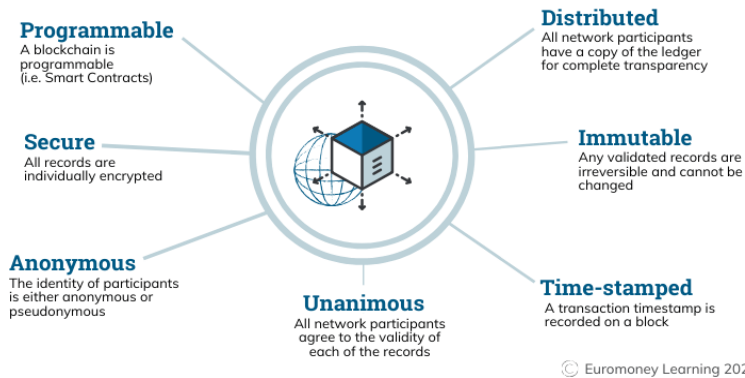 Programmable
A blockchain is
programmable
(i.e. Smart Contracts)
Secure
All records are
individually encrypted
Anonymous
The identity of participants
is either anonymous or
pseudonymous
Unanimous
All network participants
agree to the validity of
each of the records
Distributed
All network participants
have a copy of the ledger
for complete transparency
Immutable
Any validated records are
irreversible and cannot be
changed
Time-stamped
A transaction timestamp is
recorded on a block
© Euromoney Learning 202